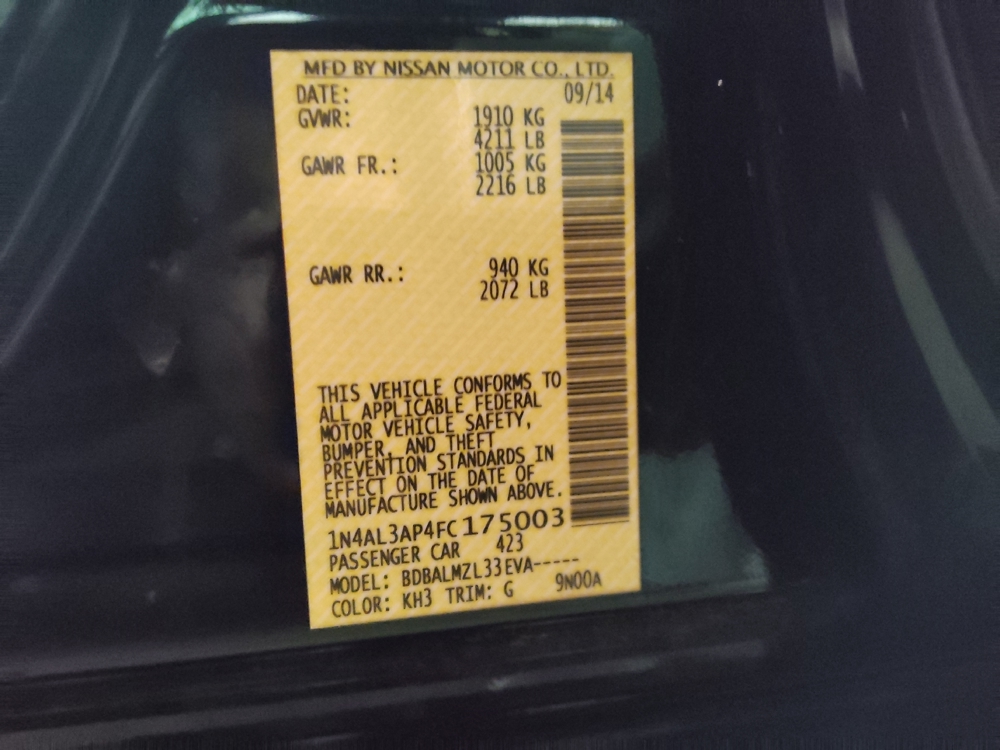 MFD BY NISSAN MOTOR CO., LTD.
DATE: 09/14
GVWR: 1910 KG
4211 LB
GAWR FR.: 1005 KG
2216 LB
GAWR RR.: 940 KG
2072 LB
THIS VEHICLE CONFORMS TO
ALL APPLICABLE FEDERAL
MOTOR VEHICLE SAFETY,
BUMPER, AND THEFT
PREVENTION STANDARDS IN
EFFECT ON THE DATE OF
MANUFACTURE SHOWN ABOVE.
1N4AL3AP4FC175003
PASSENGER CAR 423
MODEL: BDBALMZL33EVA-----
COLOR: KH3 TRIM: G 9N00A